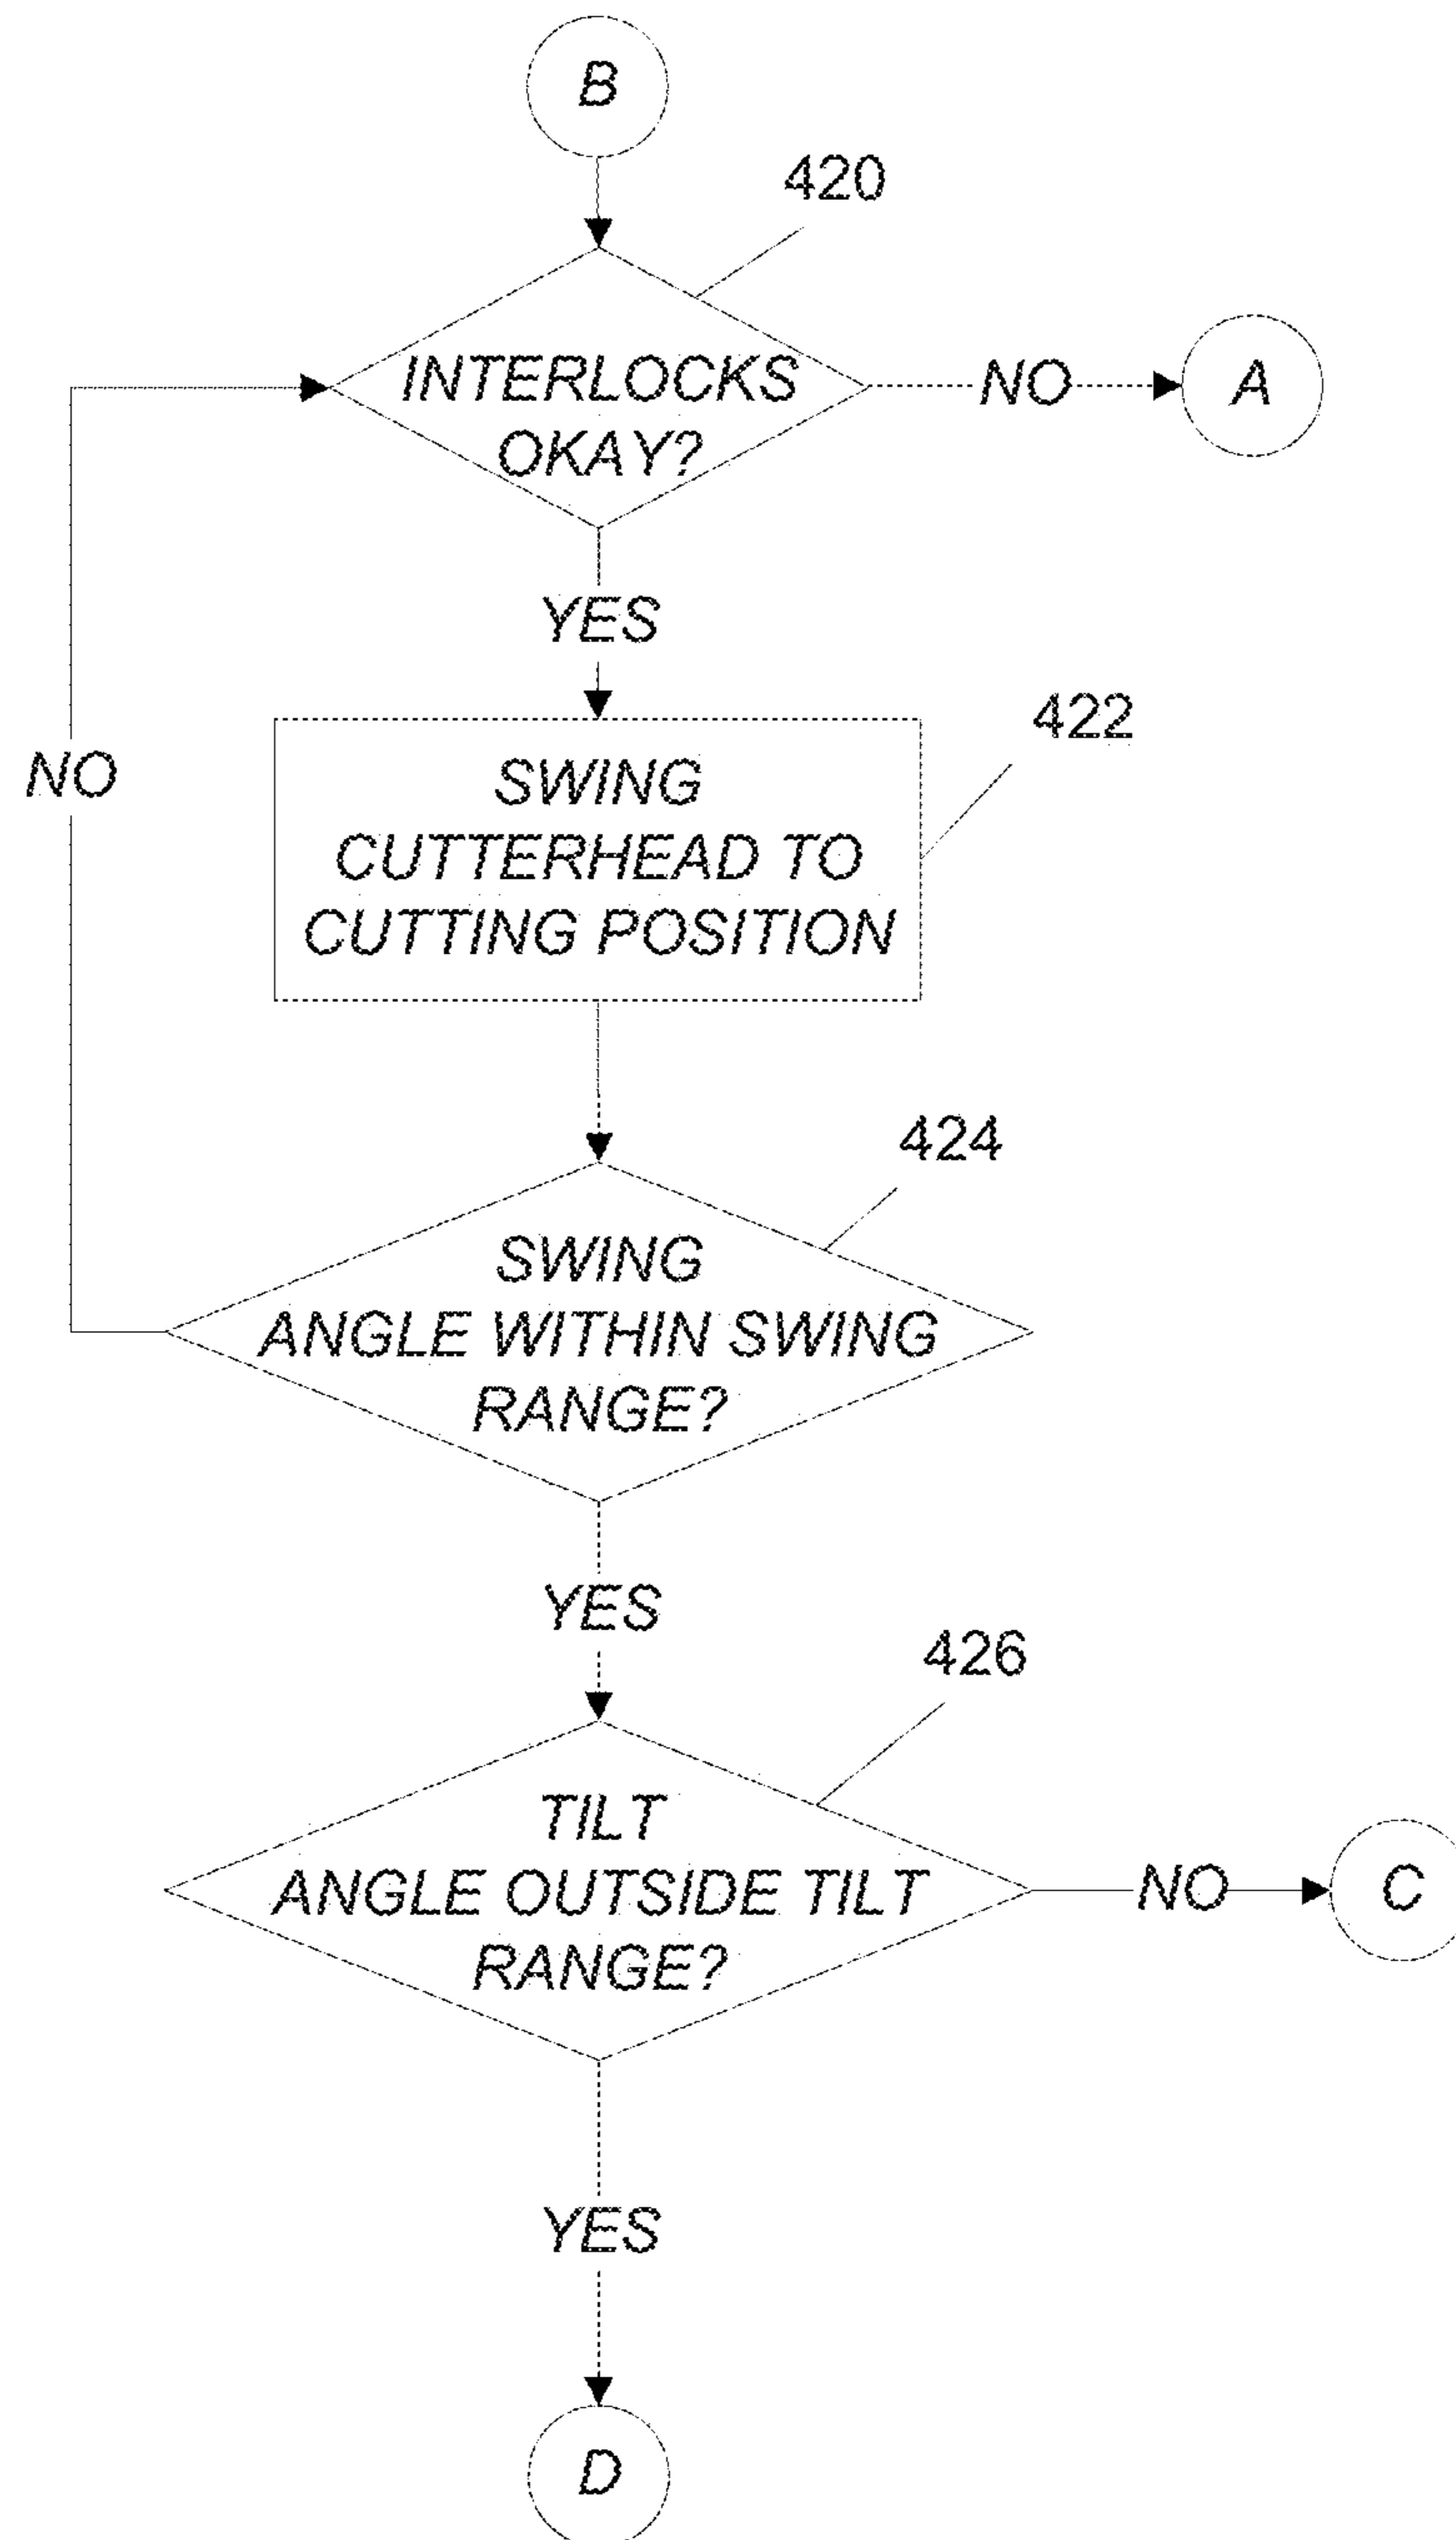 B
420
INTERLOCKS
OKAY?
NO
A
YES
422
SWING
CUTTERHEAD TO
CUTTING POSITION
NO
424
SWING
ANGLE WITHIN SWING
RANGE?
YES
426
TILT
ANGLE OUTSIDE TILT
RANGE?
NO
C
YES
D